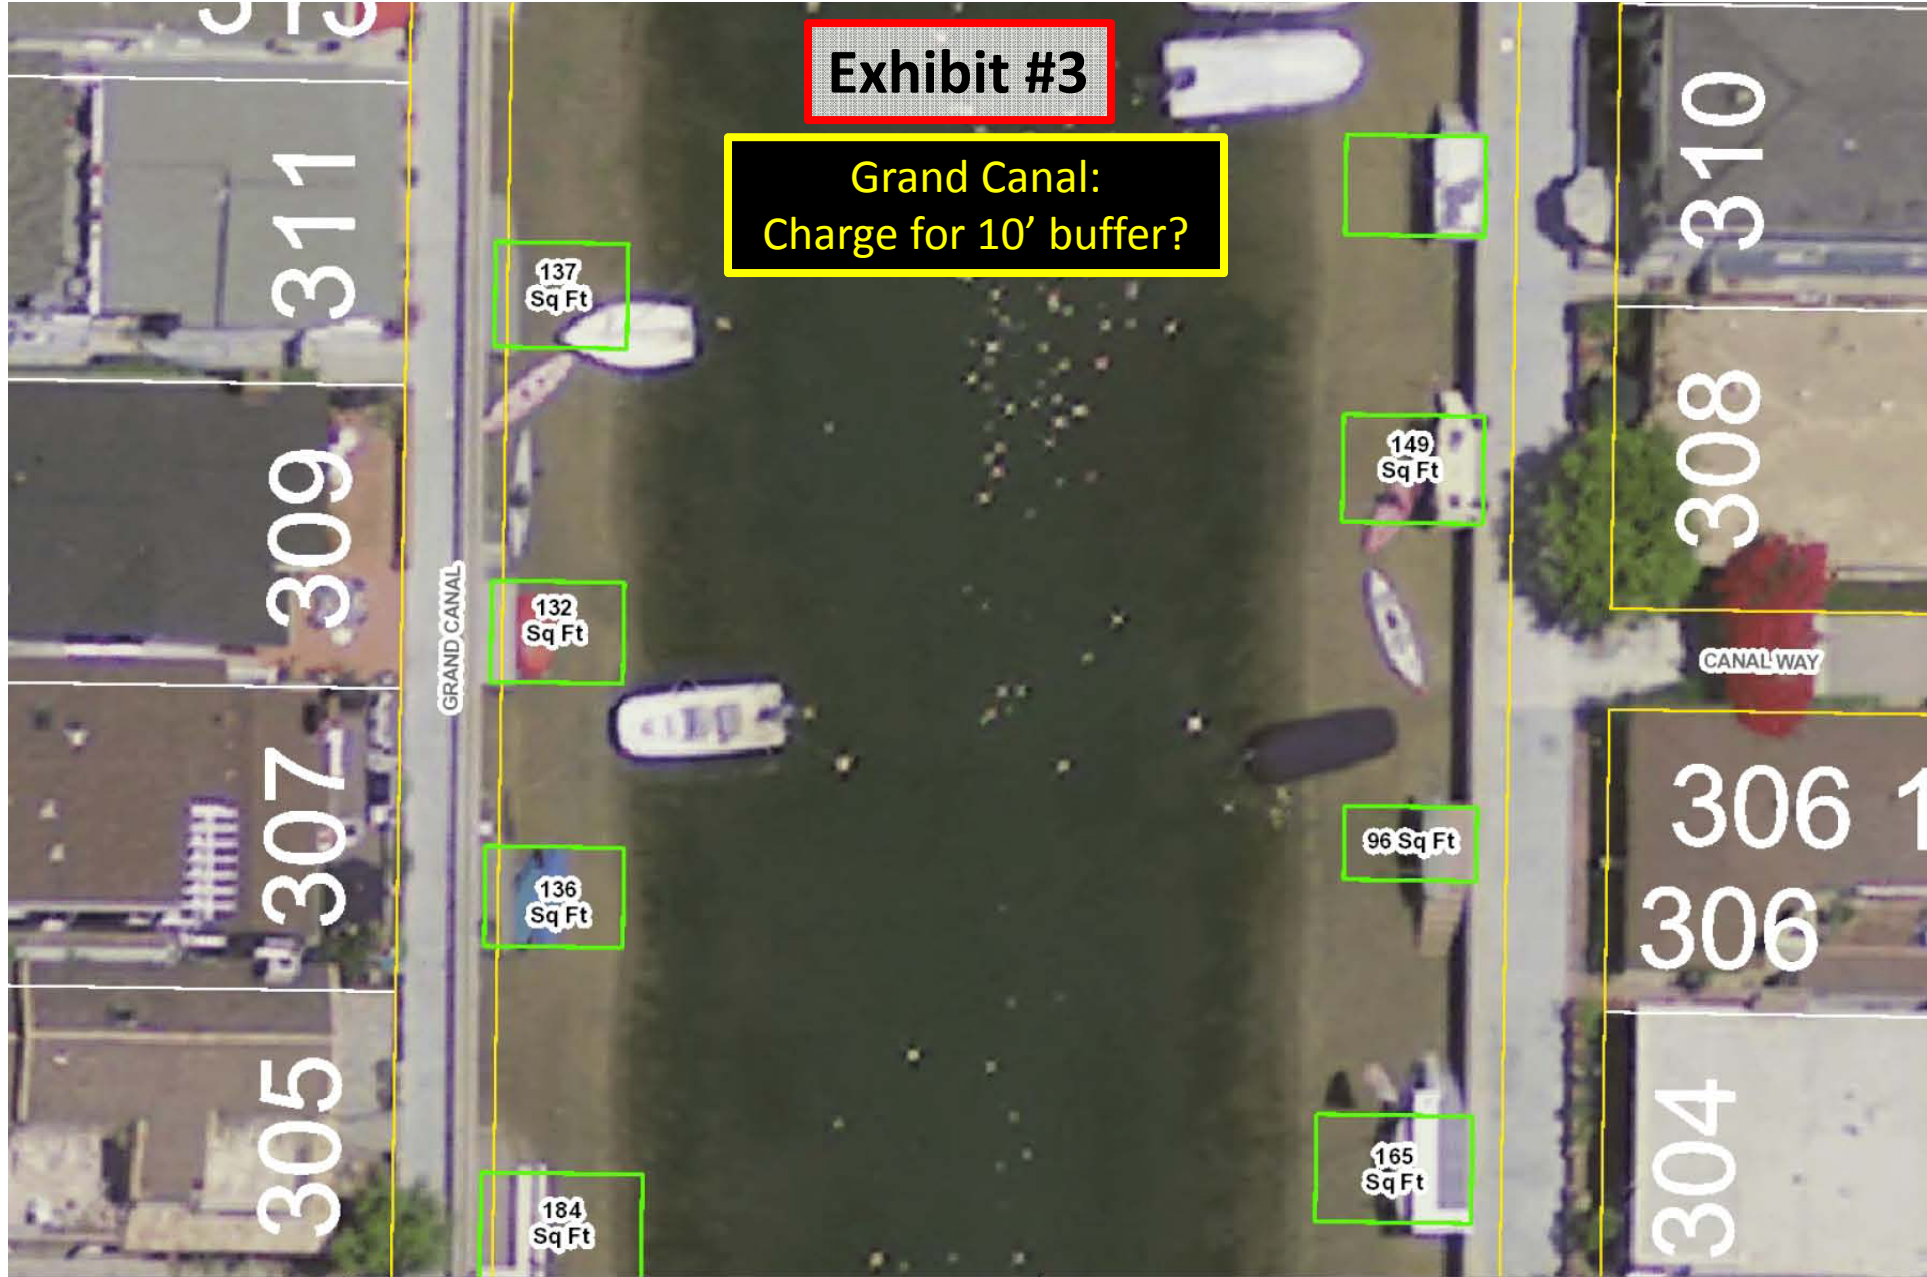 Exhibit #3
Grand Canal:
Charge for 10’ buffer?
311
309
307
305
GRAND CANAL
137
Sq Ft
132
Sq Ft
136
Sq Ft
184
Sq Ft
149
Sq Ft
96 Sq Ft
165
Sq Ft
310
308
CANAL WAY
306 1
306
304